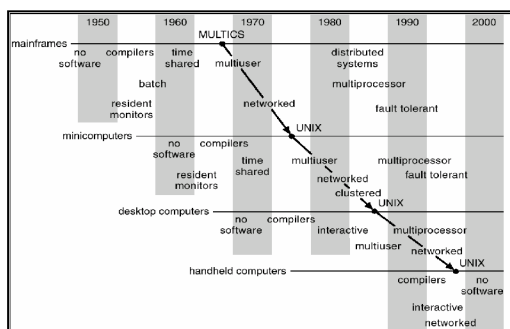 1950 1960 1970 1980 1990 2000
MULTICS
mainframes
no compilers time distributed
software shared multiuser systems
batch multiprocessor
resident networked fault tolerant
monitors
UNIX
minicomputers
no compilers
software time multiuser multiprocessor
resident shared networked fault tolerant
monitors clustered
UNIX
desktop computers
no compilers interactive multiprocessor
software multiuser networked
UNIX
handheld computers
compilers no
software
interactive
networked